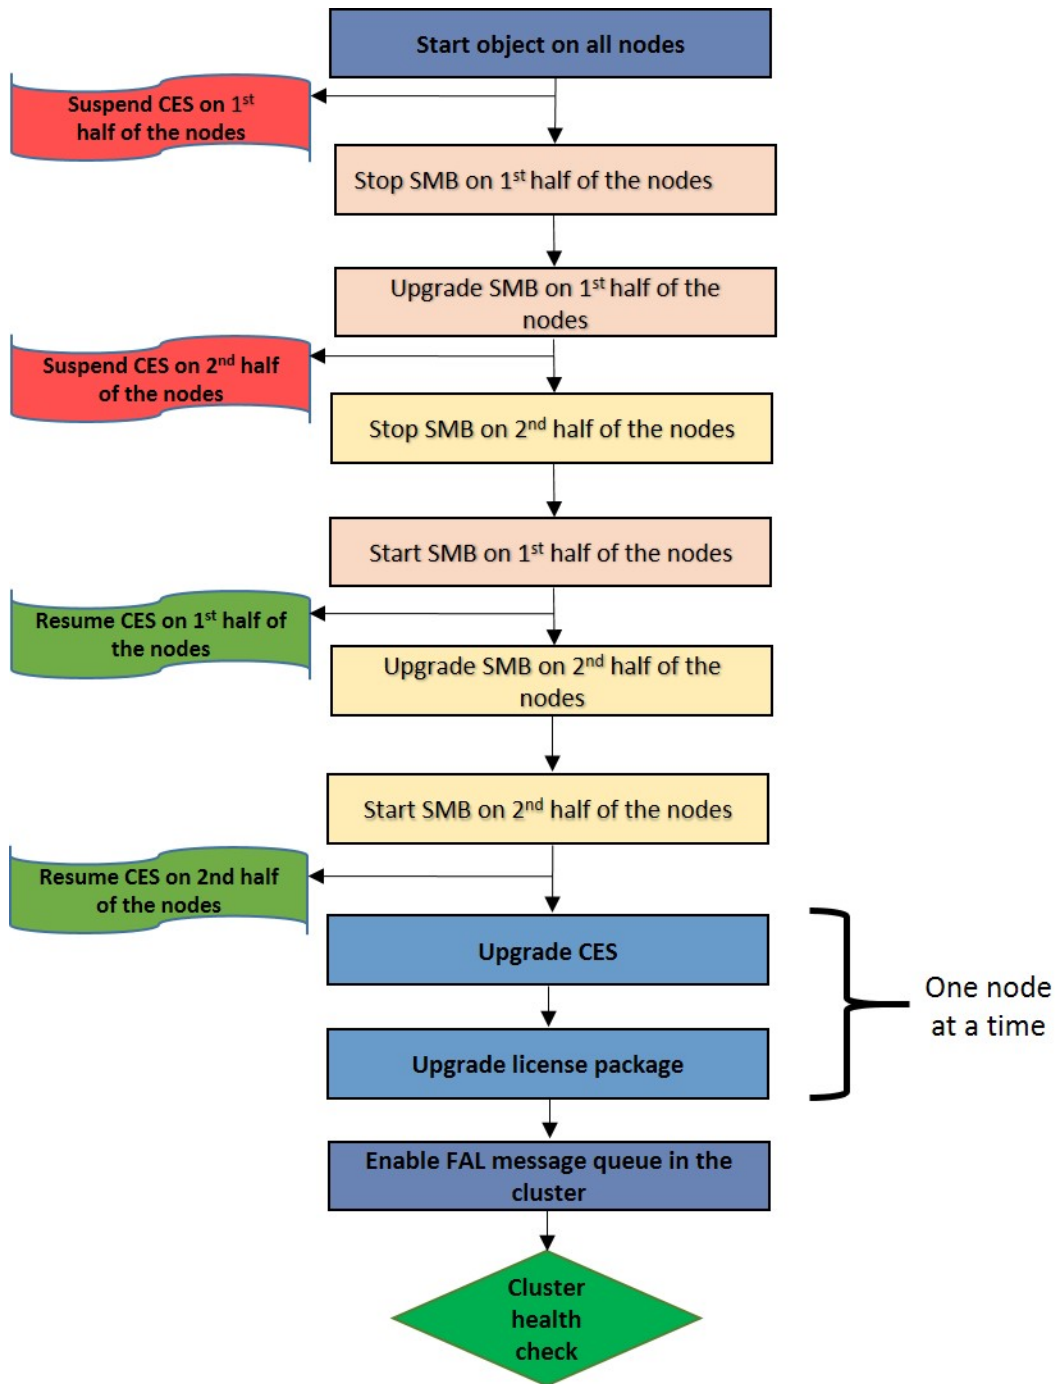 Start object on all nodes
Suspend CES on 1st
half of the nodes
Stop SMB on 1st half of the nodes
Upgrade SMB on 1st half of the
nodes
Suspend CES on 2nd half
of the nodes
Stop SMB on 2nd half of the nodes
Start SMB on 1st half of the nodes
Resume CES on 1st half of
the nodes
Upgrade SMB on 2nd half of the
nodes
Start SMB on 2nd half of the nodes
Resume CES on 2nd half
of the nodes
Upgrade CES
One node
at a time
Upgrade license package
Enable FAL message queue in the
cluster
Cluster
health
check